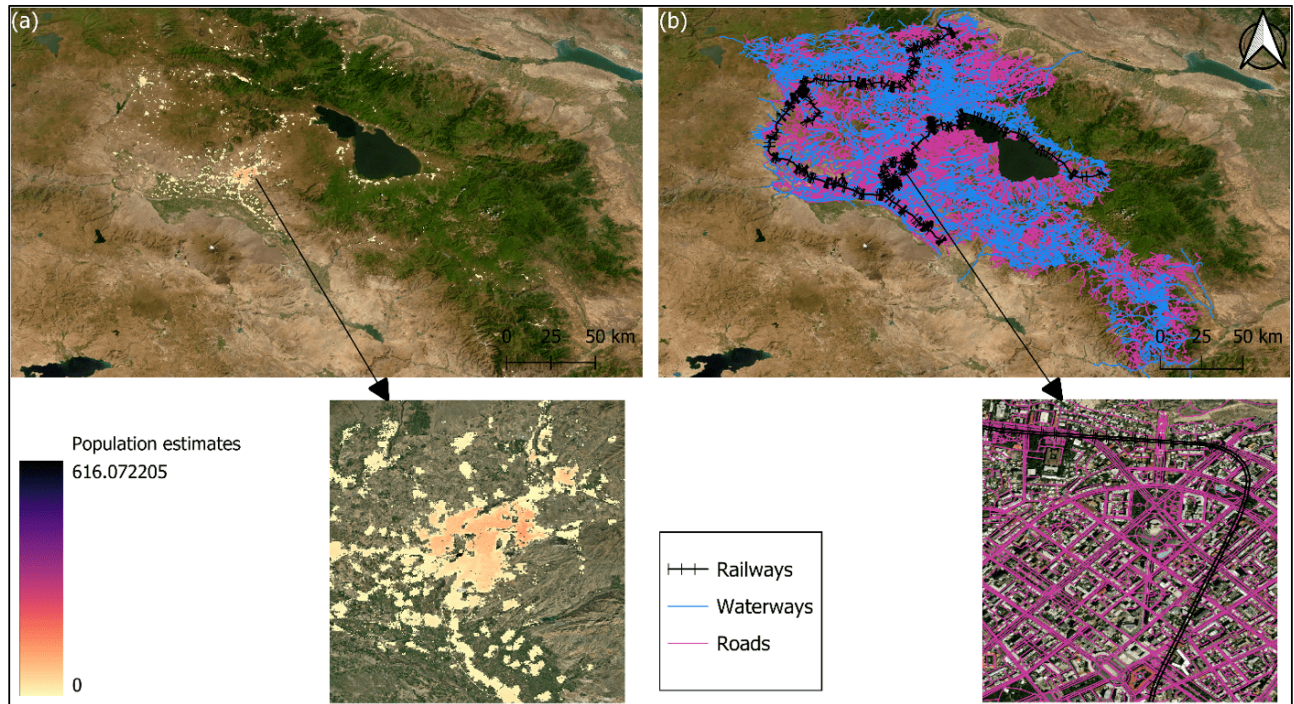 (a)
(b)
0 25 50 km
0 25 50 km
Population estimates
616.072205
0
Railways
Waterways
Roads